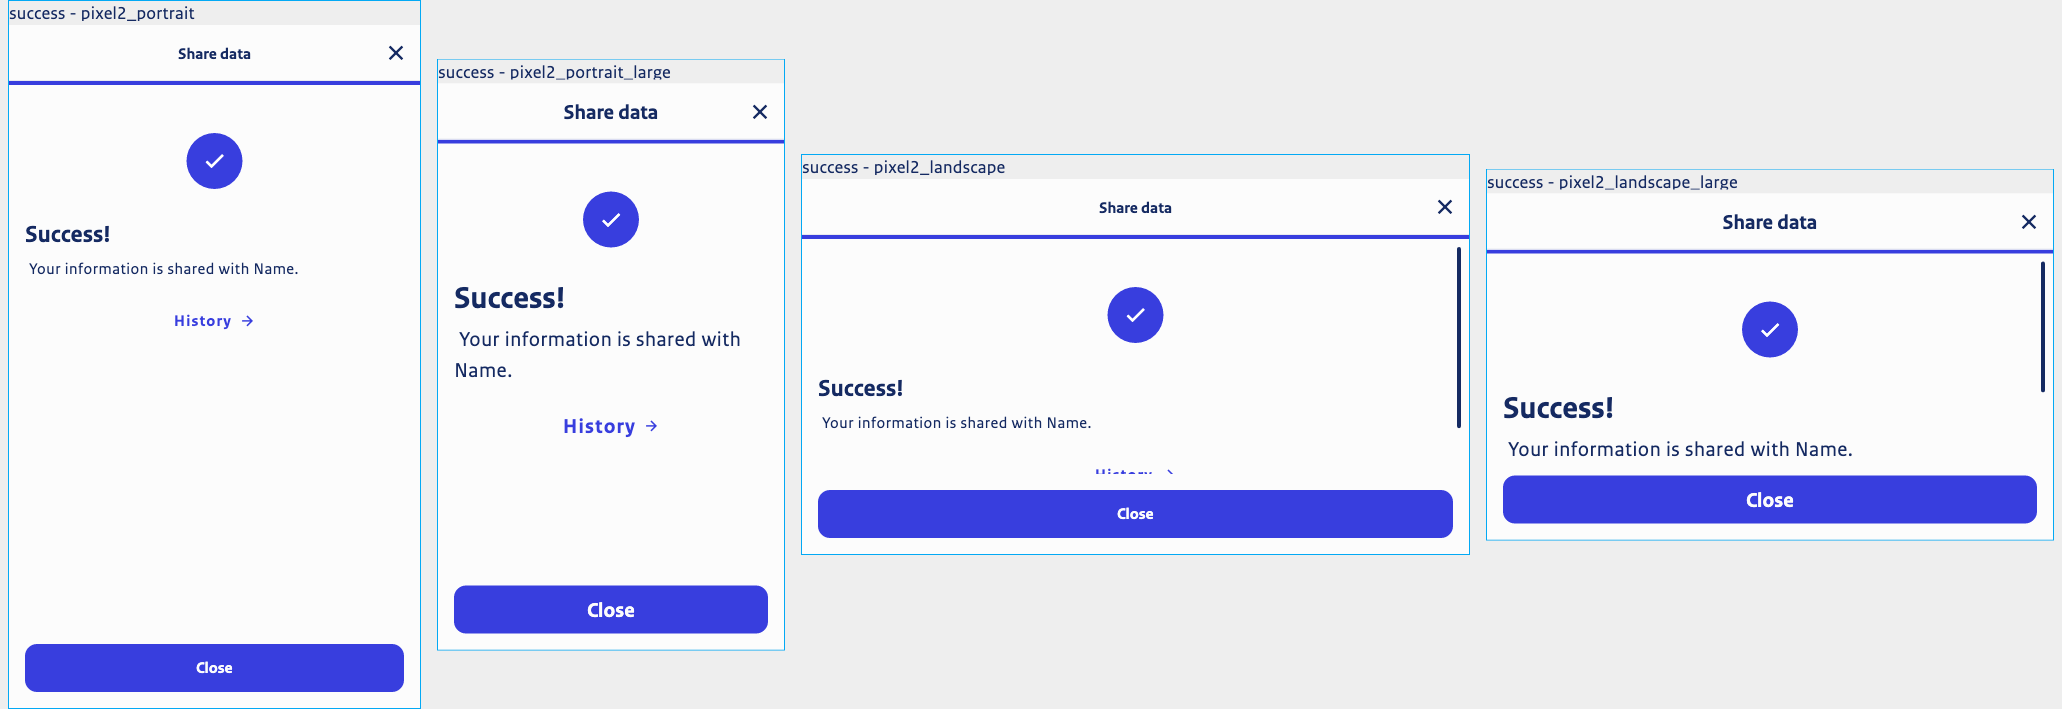 success - pixel2_portrait
Share data
Success!
Your information is shared with Name.
History
Close
success - pixel2_portrait_large
Share data
Success!
Your information is shared with
Name.
History
Close
success - pixel2_landscape
Share data
Success!
Your information is shared with Name.
History
Close
success - pixel2_landscape_large
Share data
Success!
Your information is shared with Name.
Close